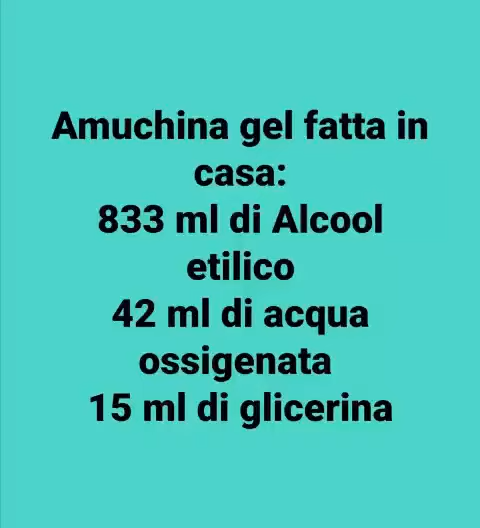 Amuchina gel fatta in
casa:
833 ml di Alcool
etilico
42 ml di acqua
ossigenata
15 ml di glicerina